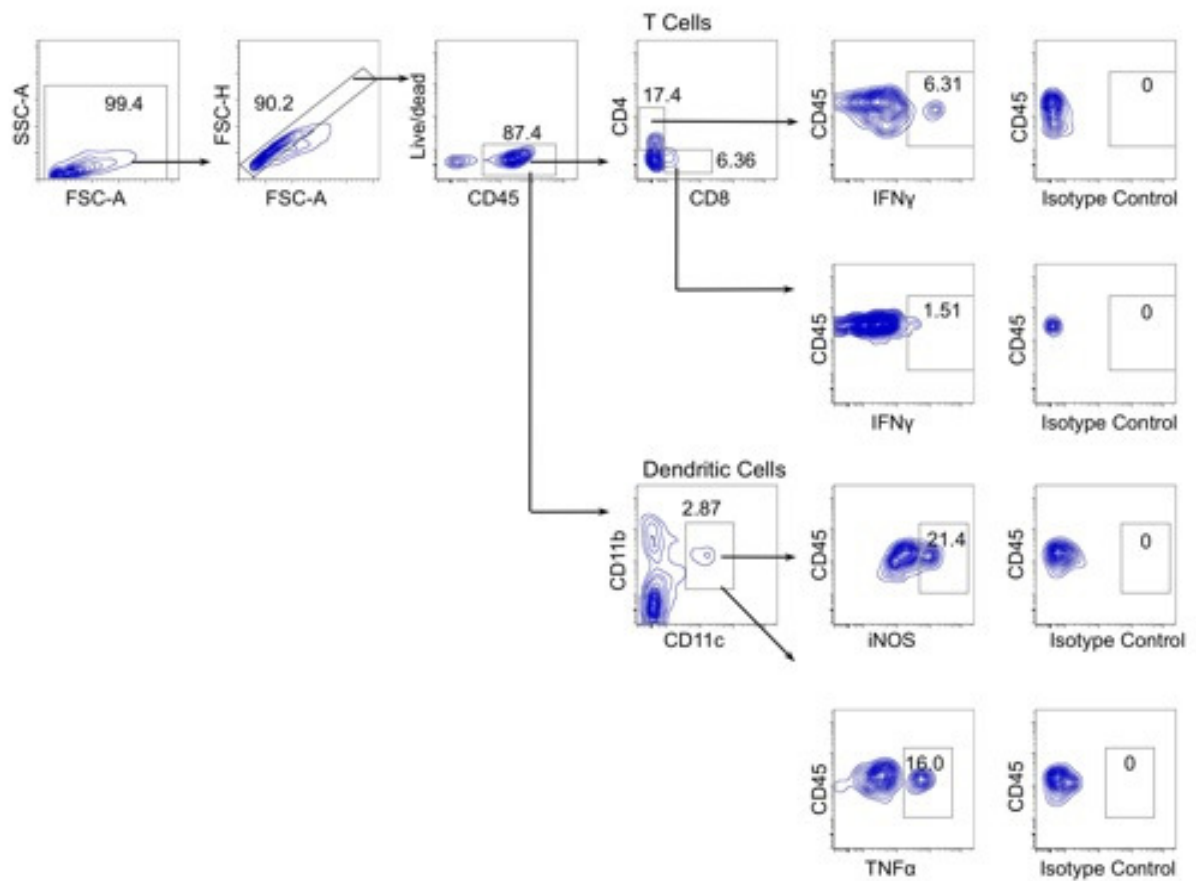 T Cells
SSC-A
99.4
FSC-A
FSC-H
90.2
FSC-A
Live/dead
87.4
CD45
CD4
17.4
6.36
CD8
CD45
6.31
IFNγ
CD45
0
Isotype Control
CD45
1.51
IFNγ
CD45
0
Isotype Control
Dendritic Cells
CD11b
2.87
CD11c
CD45
21.4
iNOS
CD45
0
Isotype Control
CD45
16.0
TNFα
CD45
0
Isotype Control